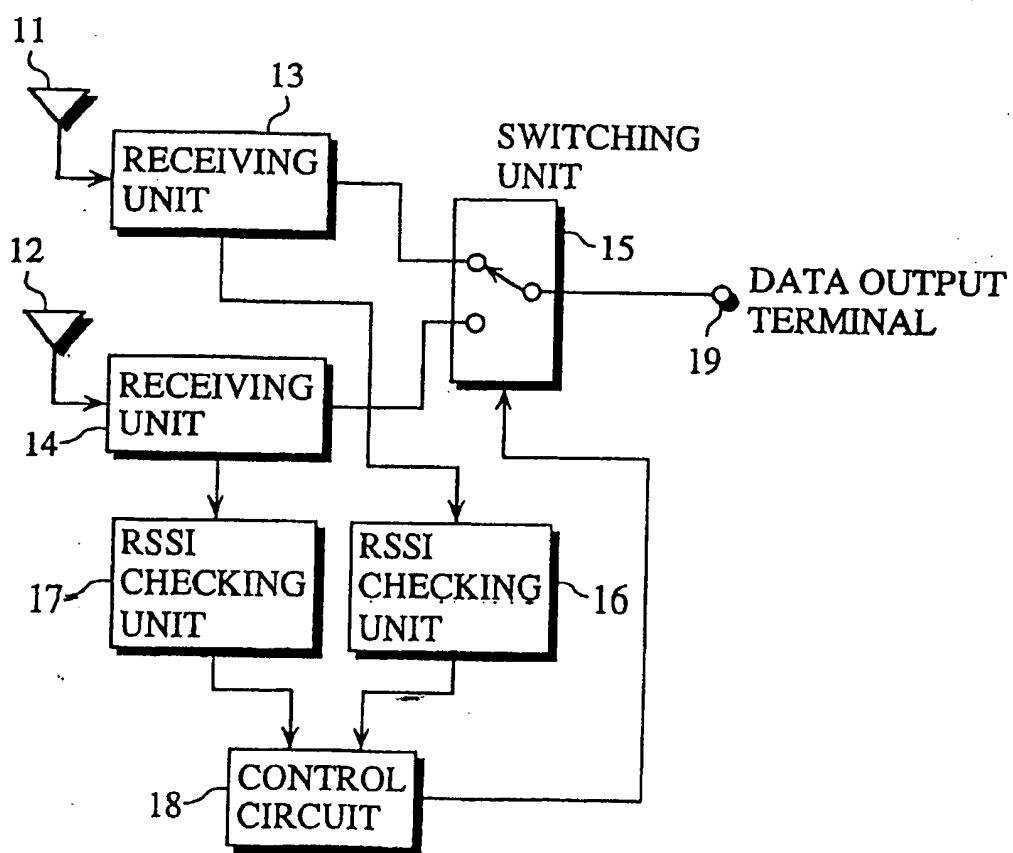 11
13
RECEIVING
UNIT
SWITCHING
UNIT
15
12
DATA OUTPUT
TERMINAL
19
RECEIVING
UNIT
14
RSSI
CHECKING
UNIT
17
RSSI
CHECKING
UNIT
16
CONTROL
CIRCUIT
18